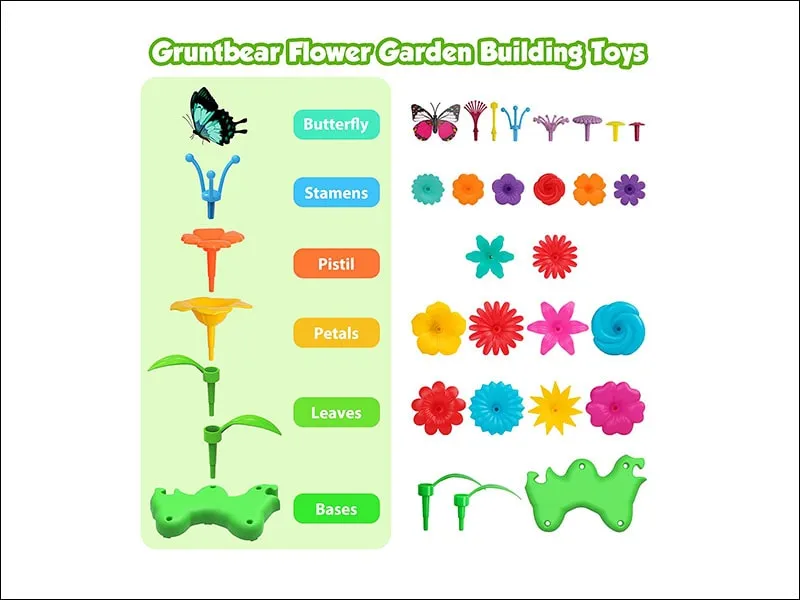 Gruntbear Flower Garden Building Toys
Butterfly
Stamens
Pistil
Petals
Leaves
Bases